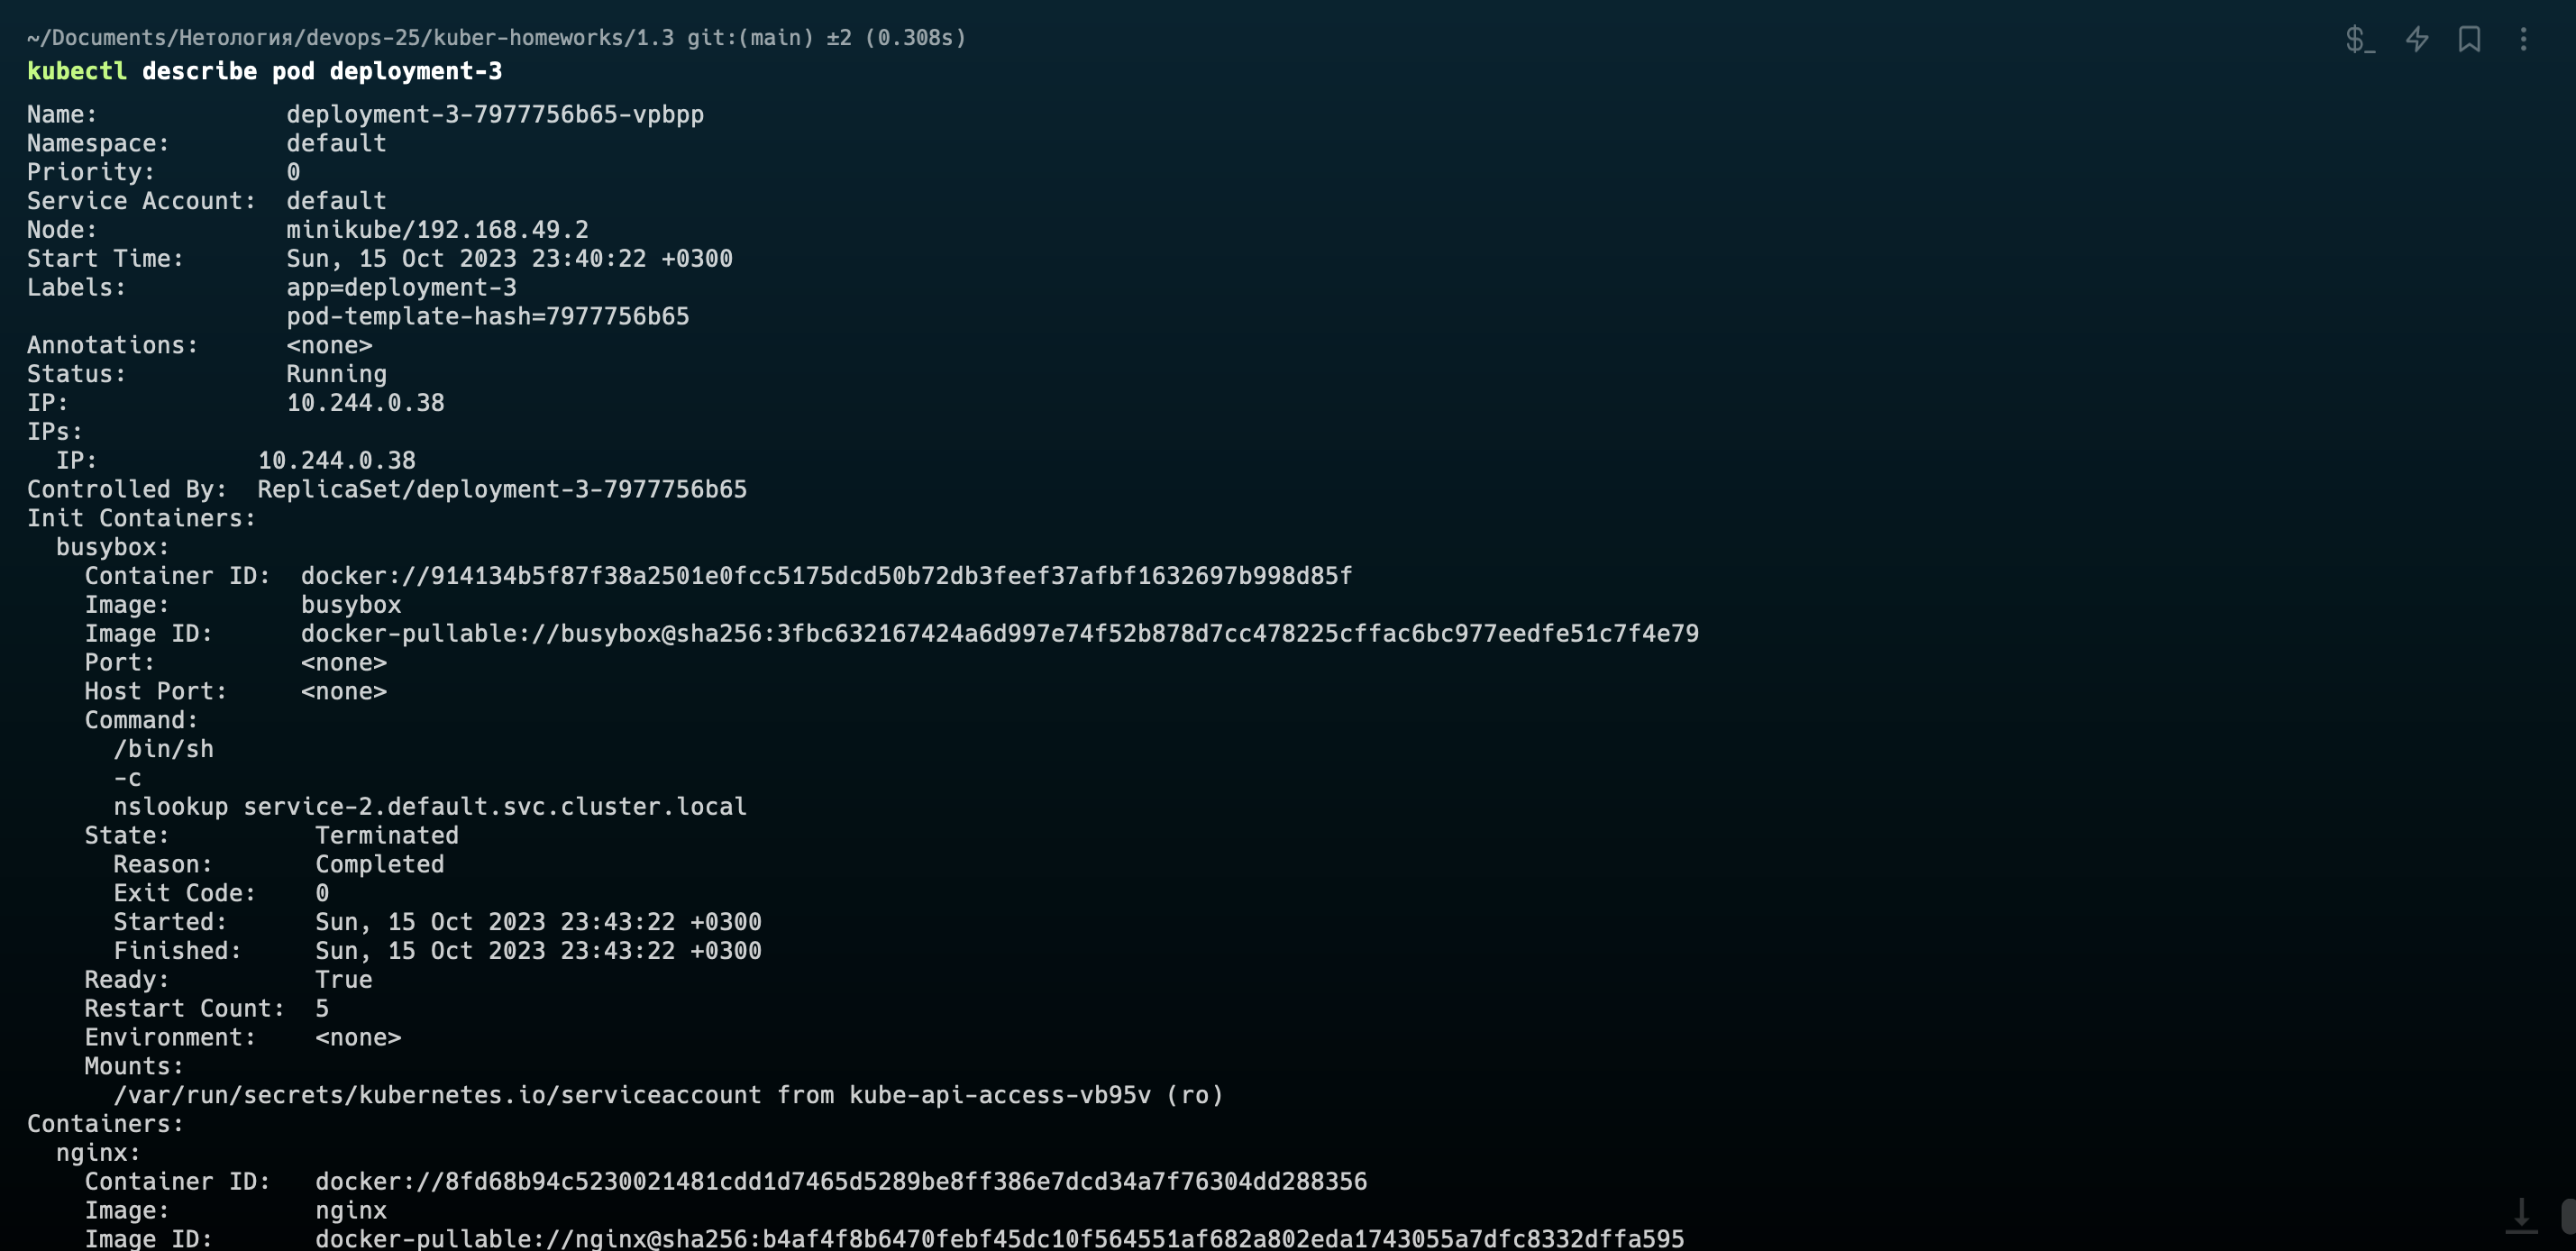 ~/Documents/Нетология/devops-25/kuber-homeworks/1.3 git:(main) ±2 (0.308s)
$_
kubectl describe pod deployment-3
Name:             deployment-3-7977756b65-vpbpp
Namespace:        default
Priority:         0
Service Account:  default
Node:             minikube/192.168.49.2
Start Time:       Sun, 15 Oct 2023 23:40:22 +0300
Labels:           app=deployment-3
                  pod-template-hash=7977756b65
Annotations:      <none>
Status:           Running
IP:               10.244.0.38
IPs:
  IP:           10.244.0.38
Controlled By:  ReplicaSet/deployment-3-7977756b65
Init Containers:
  busybox:
    Container ID:  docker://914134b5f87f38a2501e0fcc5175dcd50b72db3feef37afbf1632697b998d85f
    Image:         busybox
    Image ID:      docker-pullable://busybox@sha256:3fbc632167424a6d997e74f52b878d7cc478225cffac6bc977eedfe51c7f4e79
    Port:          <none>
    Host Port:     <none>
    Command:
      /bin/sh
      -c
      nslookup service-2.default.svc.cluster.local
    State:          Terminated
      Reason:       Completed
      Exit Code:    0
      Started:      Sun, 15 Oct 2023 23:43:22 +0300
      Finished:     Sun, 15 Oct 2023 23:43:22 +0300
    Ready:          True
    Restart Count:  5
    Environment:    <none>
    Mounts:
      /var/run/secrets/kubernetes.io/serviceaccount from kube-api-access-vb95v (ro)
Containers:
  nginx:
    Container ID:   docker://8fd68b94c5230021481cdd1d7465d5289be8ff386e7dcd34a7f76304dd288356
    Image:          nginx
    Image ID:       docker-pullable://nginx@sha256:b4af4f8b6470febf45dc10f564551af682a802eda1743055a7dfc8332dffa595